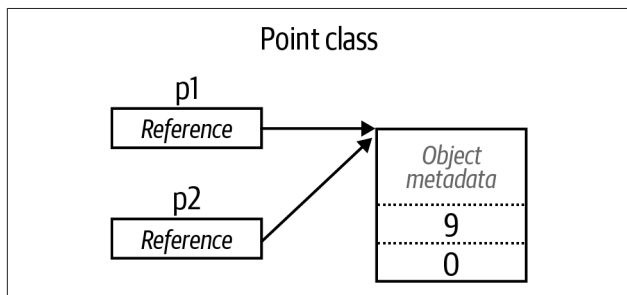 Point class
p1
Reference
p2
Reference
Object
metadata
9
0